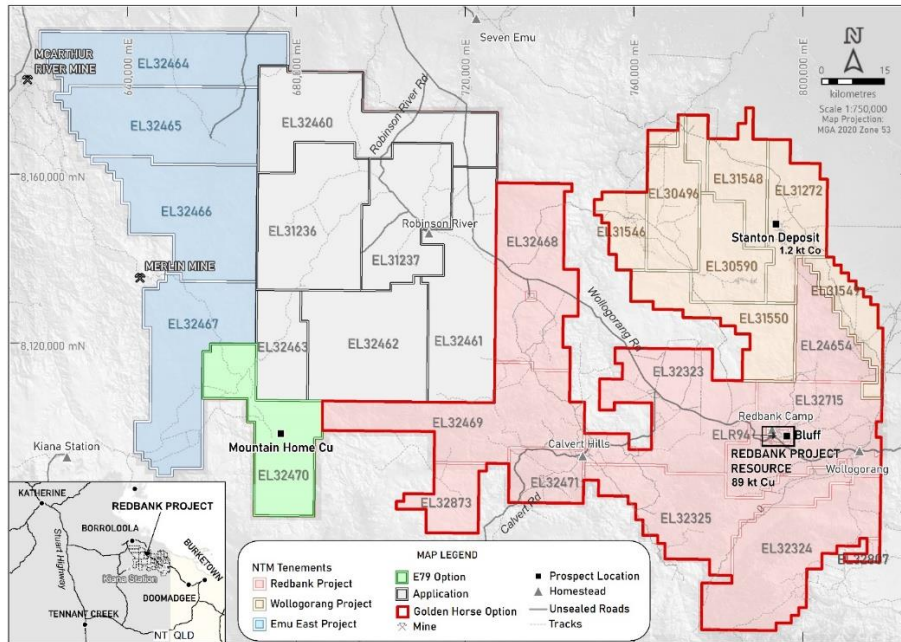 Seven Emu
MCARTHUR
RIVER MINE
640,000 mE
680,000 mE
720,000 mE
760,000 mE
800,000 mE
N
0 15
kilometres
Scale 1:750,000
Map Projection:
MGA 2020 Zone 53
EL32464
EL32465
EL32460
Robinson River Rd
8,160,000 mN
EL32466
EL31236
Robinson River
EL31237
EL32468
EL30496
EL31548
EL31272
EL31546
Stanton Deposit
1.2 kt Co
EL30590
MERLIN MINE
EL32467
EL31550
EL24654
Wollogorang Rd
8,120,000 mN
EL32463
EL32462
EL32461
EL32323
EL32715
EL32469
Redbank Camp
ELR94
Bluff
Mountain Home Cu
Kiana Station
Calvert Hills
REDBANK PROJECT
RESOURCE
89 kt Cu
Wollogorang
EL32470
EL32471
EL32873
Calvert Rd
EL32325
EL32324
KATHERINE
REDBANK PROJECT
BORROLOOLA
Stuart Highway
Kiana Station
BURKETOWN
DOOMADGEE
TENNANT CREEK
NT QLD
MAP LEGEND
NTM Tenements
Redbank Project
Wollogorang Project
Emu East Project
E79 Option
Application
Golden Horse Option
Mine
Prospect Location
Homestead
Unsealed Roads
Tracks